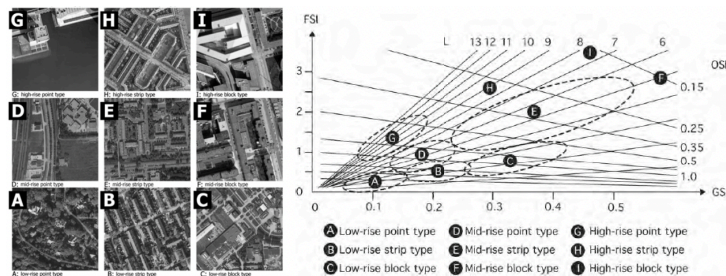 G
H
I
G: high-rise point type
H: high-rise strip type
I: high-rise block type
D
E
F
D: mid-rise point type
E: mid-rise strip type
F: mid-rise block type
A
B
C
A: low-rise point type
B: low-rise strip type
C: low-rise block type
FSI
L 13 12 11 10 9 8 7 6
OSI
3
2
1
0
0.15
0.25
0.35
0.5
1.0
I
F
H
E
G
D
C
B
A
0 0.1 0.2 0.3 0.4 0.5 GSI
A Low-rise point type D Mid-rise point type G High-rise point type
B Low-rise strip type E Mid-rise strip type H High-rise strip type
C Low-rise block type F Mid-rise block type I High-rise block type